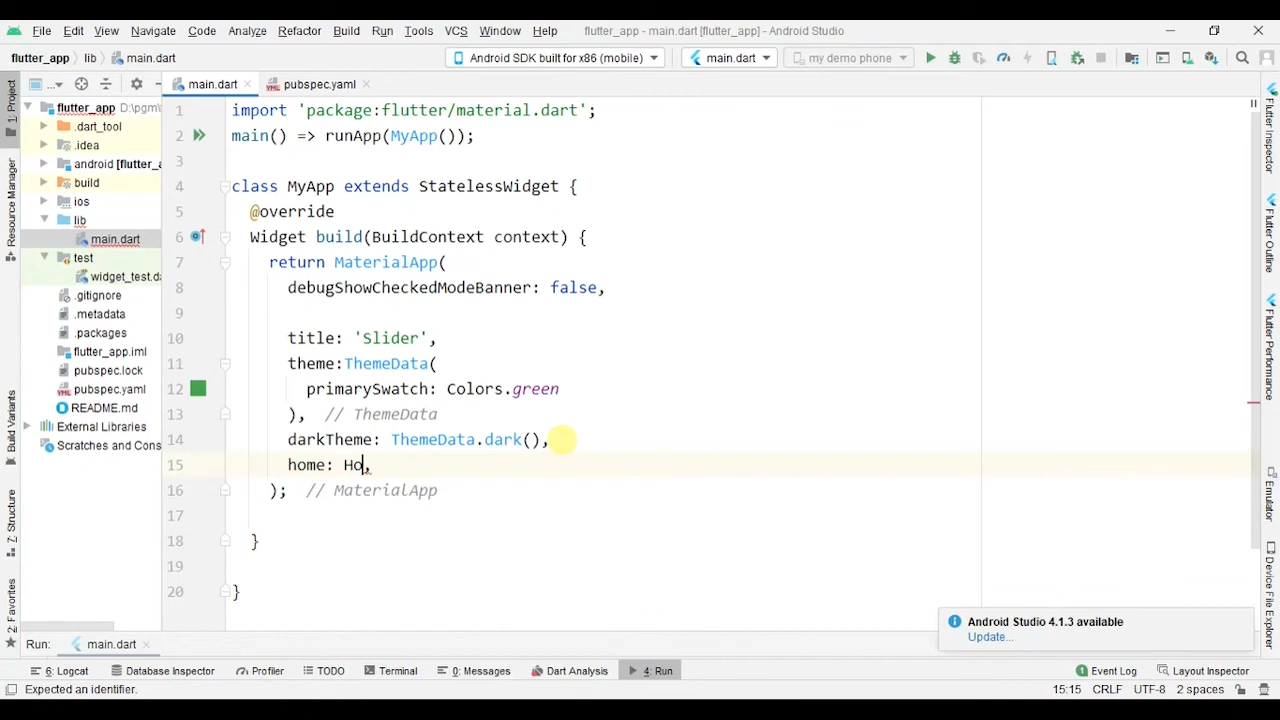 File Edit View Navigate Code Analyze Refactor Build Run Tools VCS Window Help flutter_app - main.dart [flutter_app] - Android Studio
flutter_app lib main.dart Android SDK built for x86 (mobile) main.dart my demo phone
... main.dart pubspec.yaml
1: Project
Resource Manager
Build Variants
7: Structure
2: Favorites
flutter_app D:\pgm\
.dart_tool
.idea
android [flutter_a
build
ios
lib
main.dart
test
widget_test.da
.gitignore
.metadata
.packages
flutter_app.iml
pubspec.lock
pubspec.yaml
README.md
External Libraries
Scratches and Cons
1 import 'package:flutter/material.dart';
2 main() => runApp(MyApp());
3
4 class MyApp extends StatelessWidget {
5 @override
6 Widget build(BuildContext context) {
7 return MaterialApp(
8 debugShowCheckedModeBanner: false,
9
10 title: 'Slider',
11 theme:ThemeData(
12 primarySwatch: Colors.green
13 ), // ThemeData
14 darkTheme: ThemeData.dark(),
15 home: Ho,
16 ); // MaterialApp
17
18 }
19
20 }
Flutter Inspector
Flutter Outline
Flutter Performance
Emulator
Device File Explorer
Android Studio 4.1.3 available
Update...
Run: main.dart
6: Logcat Database Inspector Profiler TODO Terminal 0: Messages Dart Analysis 4: Run Event Log Layout Inspector
Expected an identifier. 15:15 CRLF UTF-8 2 spaces